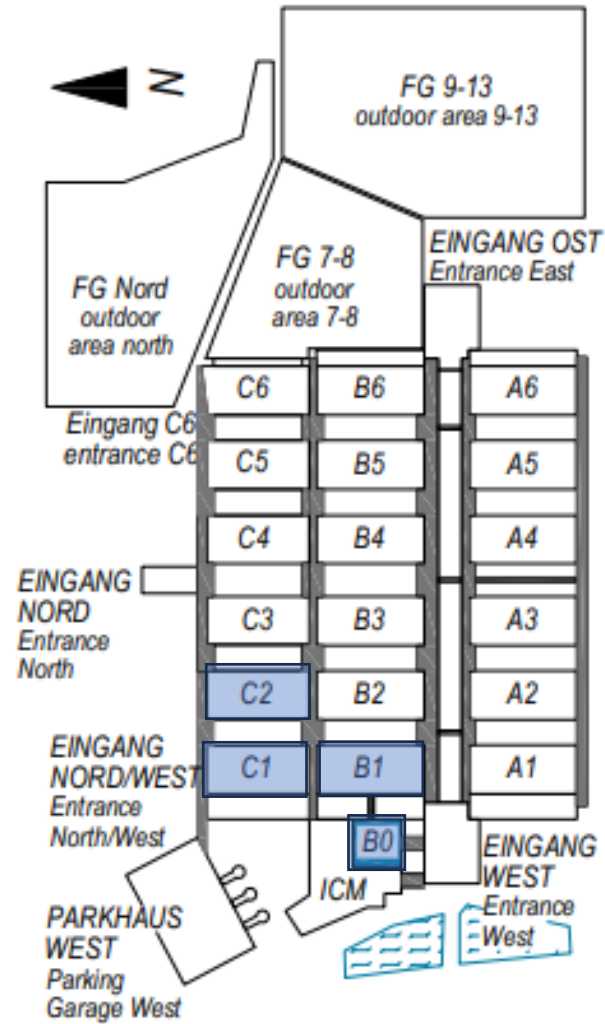 N
FG 9-13
outdoor area 9-13
FG Nord
outdoor
area north
FG 7-8
outdoor
area 7-8
EINGANG OST
Entrance East
Eingang C6
entrance C6
C6
B6
A6
C5
B5
A5
C4
B4
A4
EINGANG
NORD
Entrance
North
C3
B3
A3
C2
B2
A2
EINGANG
NORD/WEST
Entrance
North/West
C1
B1
A1
B0
ICM
EINGANG
WEST
Entrance
West
PARKHAUS
WEST
Parking
Garage West